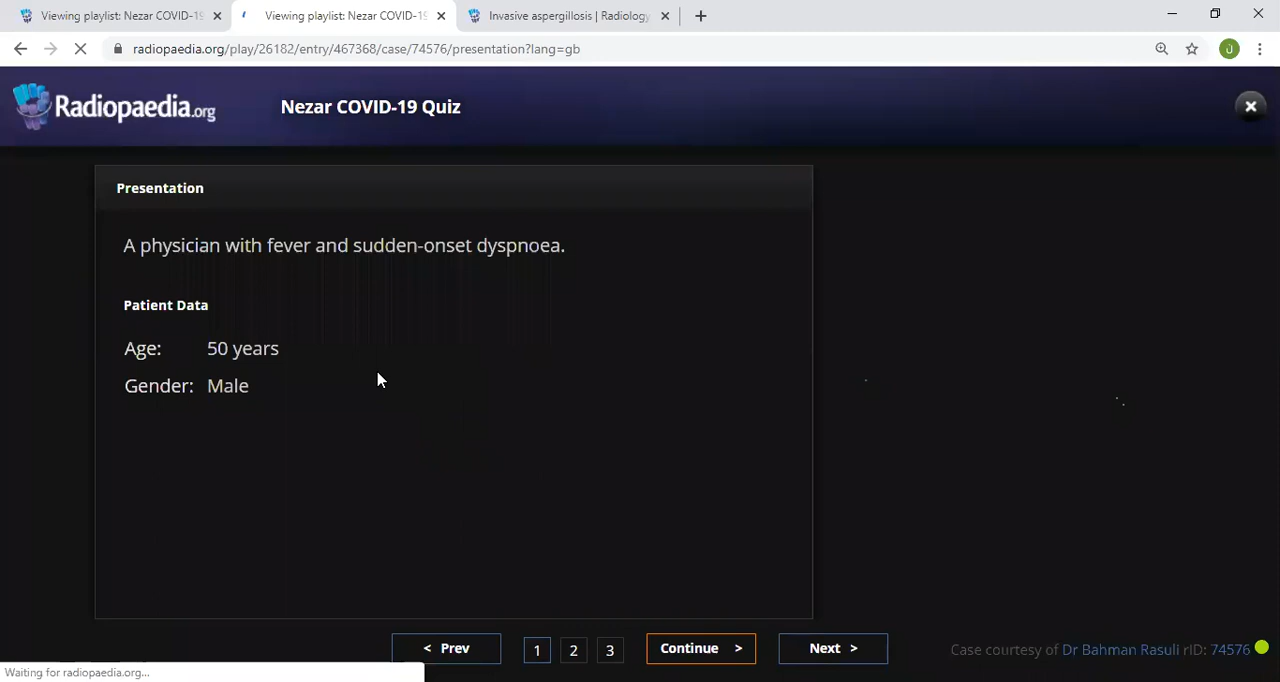 Viewing playlist: Nezar COVID-19
Viewing playlist: Nezar COVID-19
Invasive aspergillosis | Radiology
radiopaedia.org/play/26182/entry/467368/case/74576/presentation?lang=gb
J
Radiopaedia.org
Nezar COVID-19 Quiz
Presentation
A physician with fever and sudden-onset dyspnoea.
Patient Data
Age: 50 years
Gender: Male
< Prev 1 2 3 Continue > Next >
Case courtesy of Dr Bahman Rasuli rID: 74576
Waiting for radiopaedia.org...